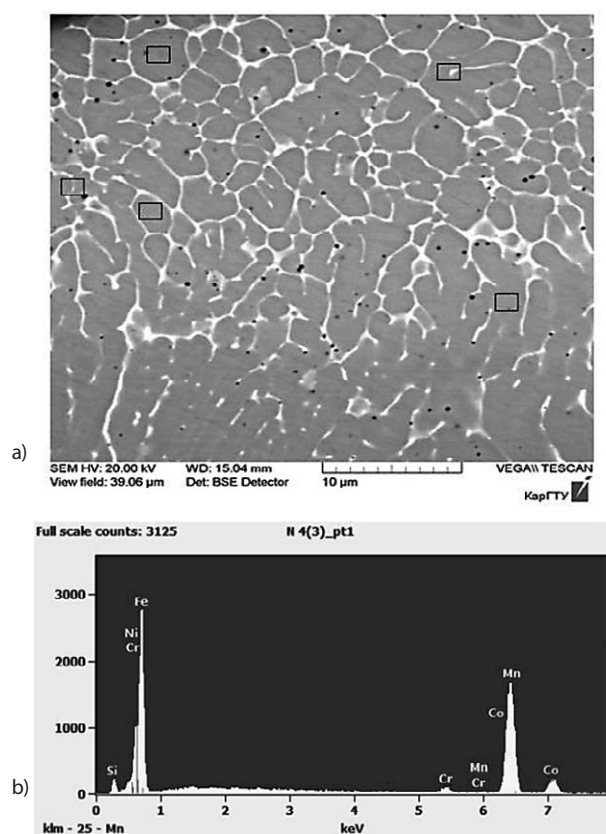 a)
SEM HV: 20.00 kV WD: 15.04 mm VEGA\\ TESCAN
View field: 39.06 µm Det: BSE Detector 10 µm
КарГТУ
b)
Full scale counts: 3125 N 4(3)_pt1
3000
2000
1000
0
Fe
Ni
Cr
Si
Mn
Co
Cr
Mn
Cr
Co
0 1 2 3 4 5 6 7
klm - 25 - Mn keV